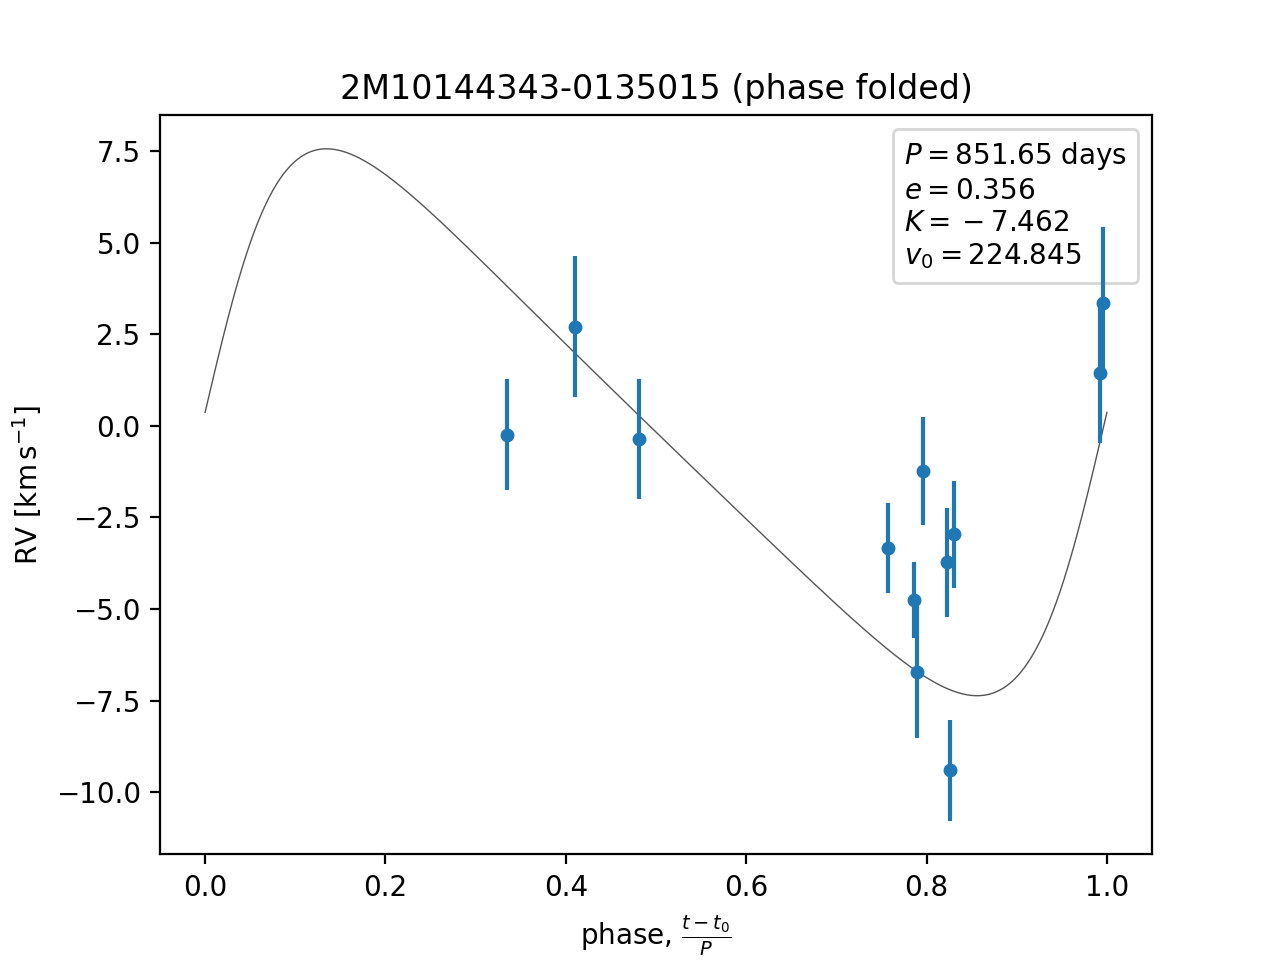 2M10144343-0135015 (phase folded)
P = 851.65 days
e = 0.356
K = −7.462
v₀ = 224.845
RV [km s⁻¹]
7.5
5.0
2.5
0.0
−2.5
−5.0
−7.5
−10.0
0.0 0.2 0.4 0.6 0.8 1.0
phase, (t − t₀)/P